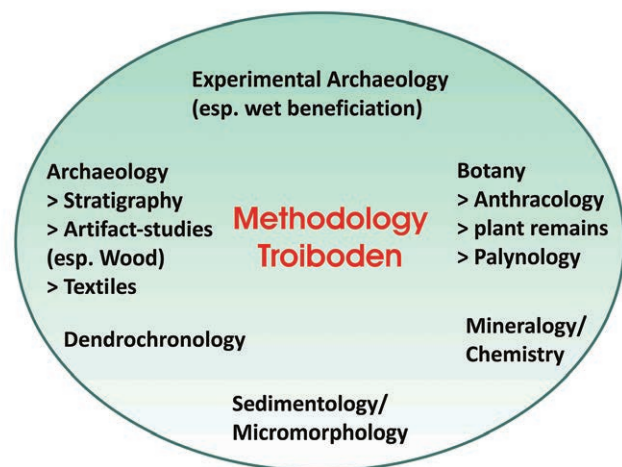 Experimental Archaeology
(esp. wet beneficiation)
Archaeology
> Stratigraphy
> Artifact-studies
(esp. Wood)
> Textiles
Methodology
Troiboden
Botany
> Anthracology
> plant remains
> Palynology
Dendrochronology
Mineralogy/
Chemistry
Sedimentology/
Micromorphology